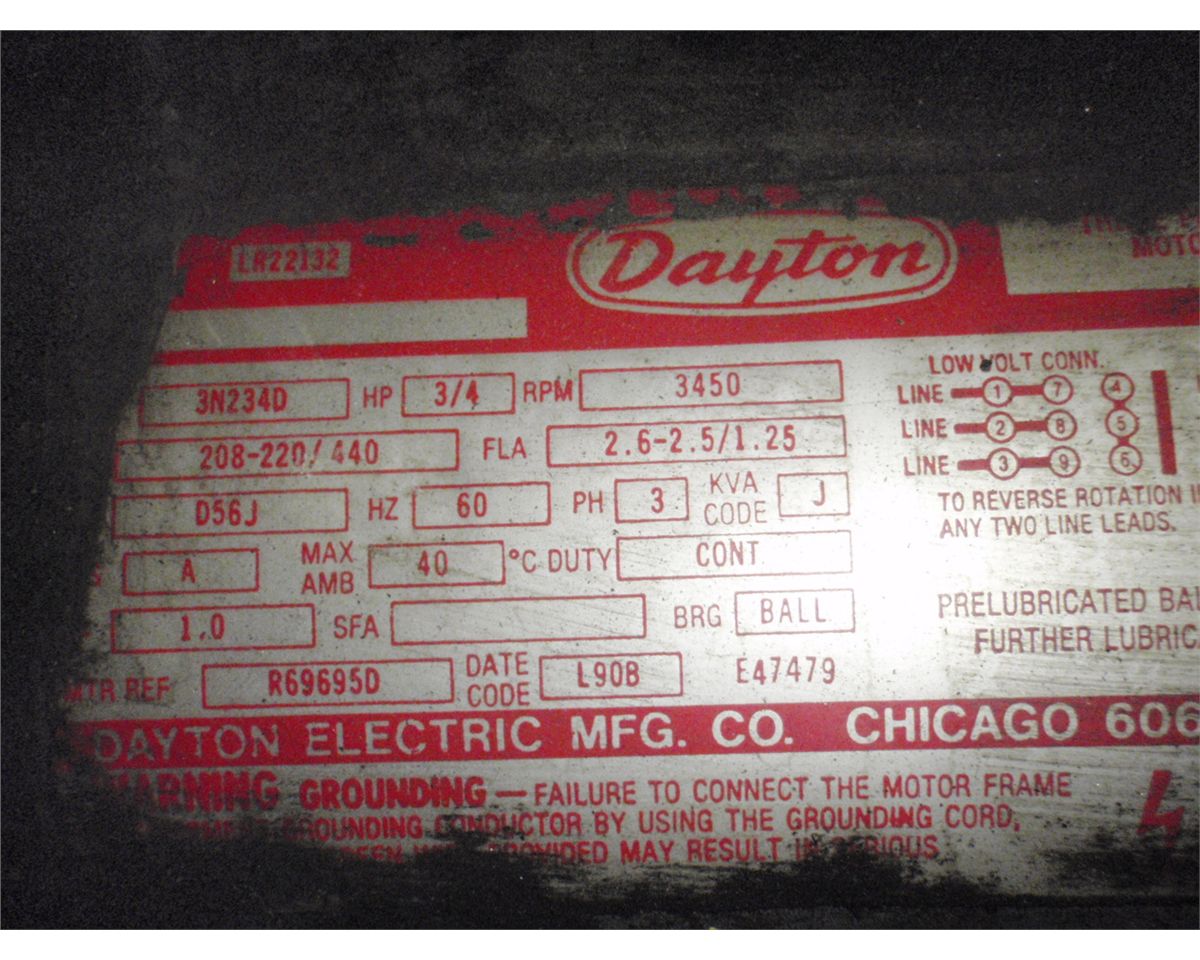 LR22132
Dayton
LOW VOLT CONN.
3N234D HP 3/4 RPM 3450
LINE 1 7 4
208-220/440 FLA 2.6-2.5/1.25
LINE 2 8 5
LINE 3 9 6
D56J HZ 60 PH 3 KVA CODE J
TO REVERSE ROTATION
ANY TWO LINE LEADS.
A MAX AMB 40 °C DUTY CONT
1.0 SFA BRG BALL
PRELUBRICATED
FURTHER
MTR REF R69695D DATE CODE L90B E47479
DAYTON ELECTRIC MFG. CO. CHICAGO 606
WARNING GROUNDING — FAILURE TO CONNECT THE MOTOR FRAME
GROUNDING CONDUCTOR BY USING THE GROUNDING CORD,
PROVIDED MAY RESULT IN SERIOUS